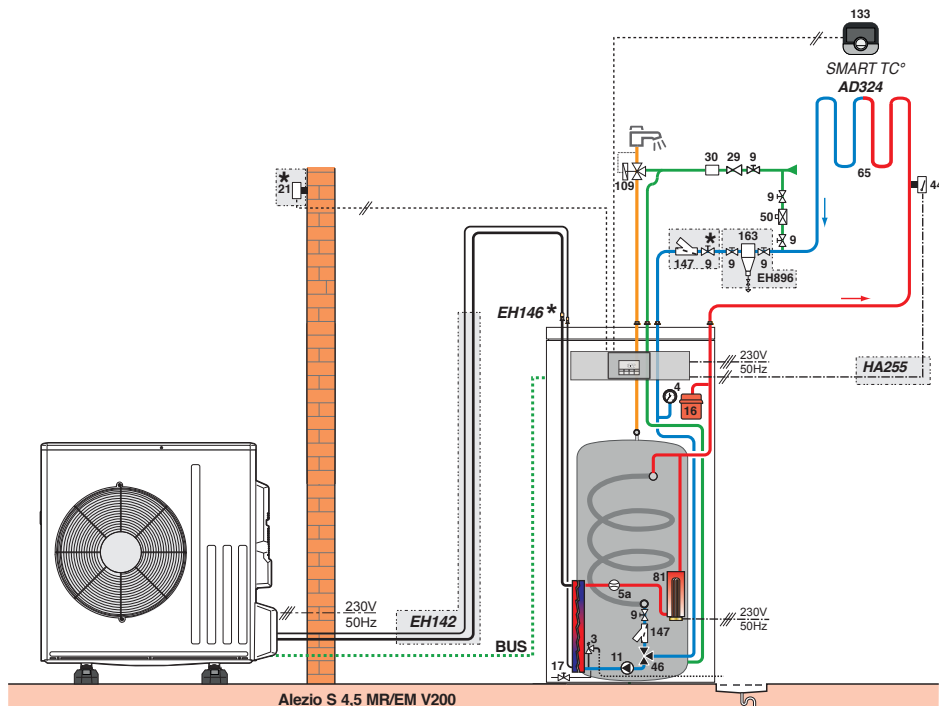 133
SMART TC°
AD324
30
29
9
109
*
21
9
50
9
65
44
147
*
9
163
9
9
EH896
EH146 *
230V
50Hz
HA255
4
16
81
5a
9
230V
50Hz
EH142
230V
50Hz
BUS
3
147
17
11
46
Alezio S 4,5 MR/EM V200